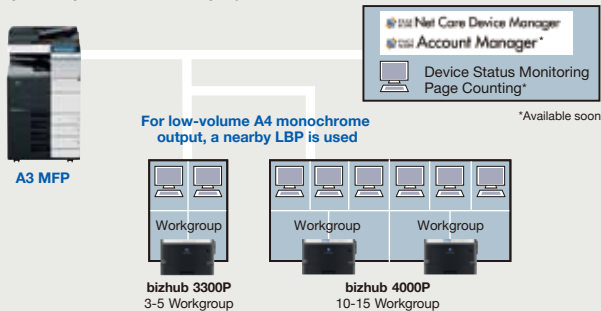 Net Care Device Manager
Account Manager*
Device Status Monitoring
Page Counting*
*Available soon
For low-volume A4 monochrome
output, a nearby LBP is used
A3 MFP
Workgroup
Workgroup
Workgroup
bizhub 3300P
3-5 Workgroup
bizhub 4000P
10-15 Workgroup